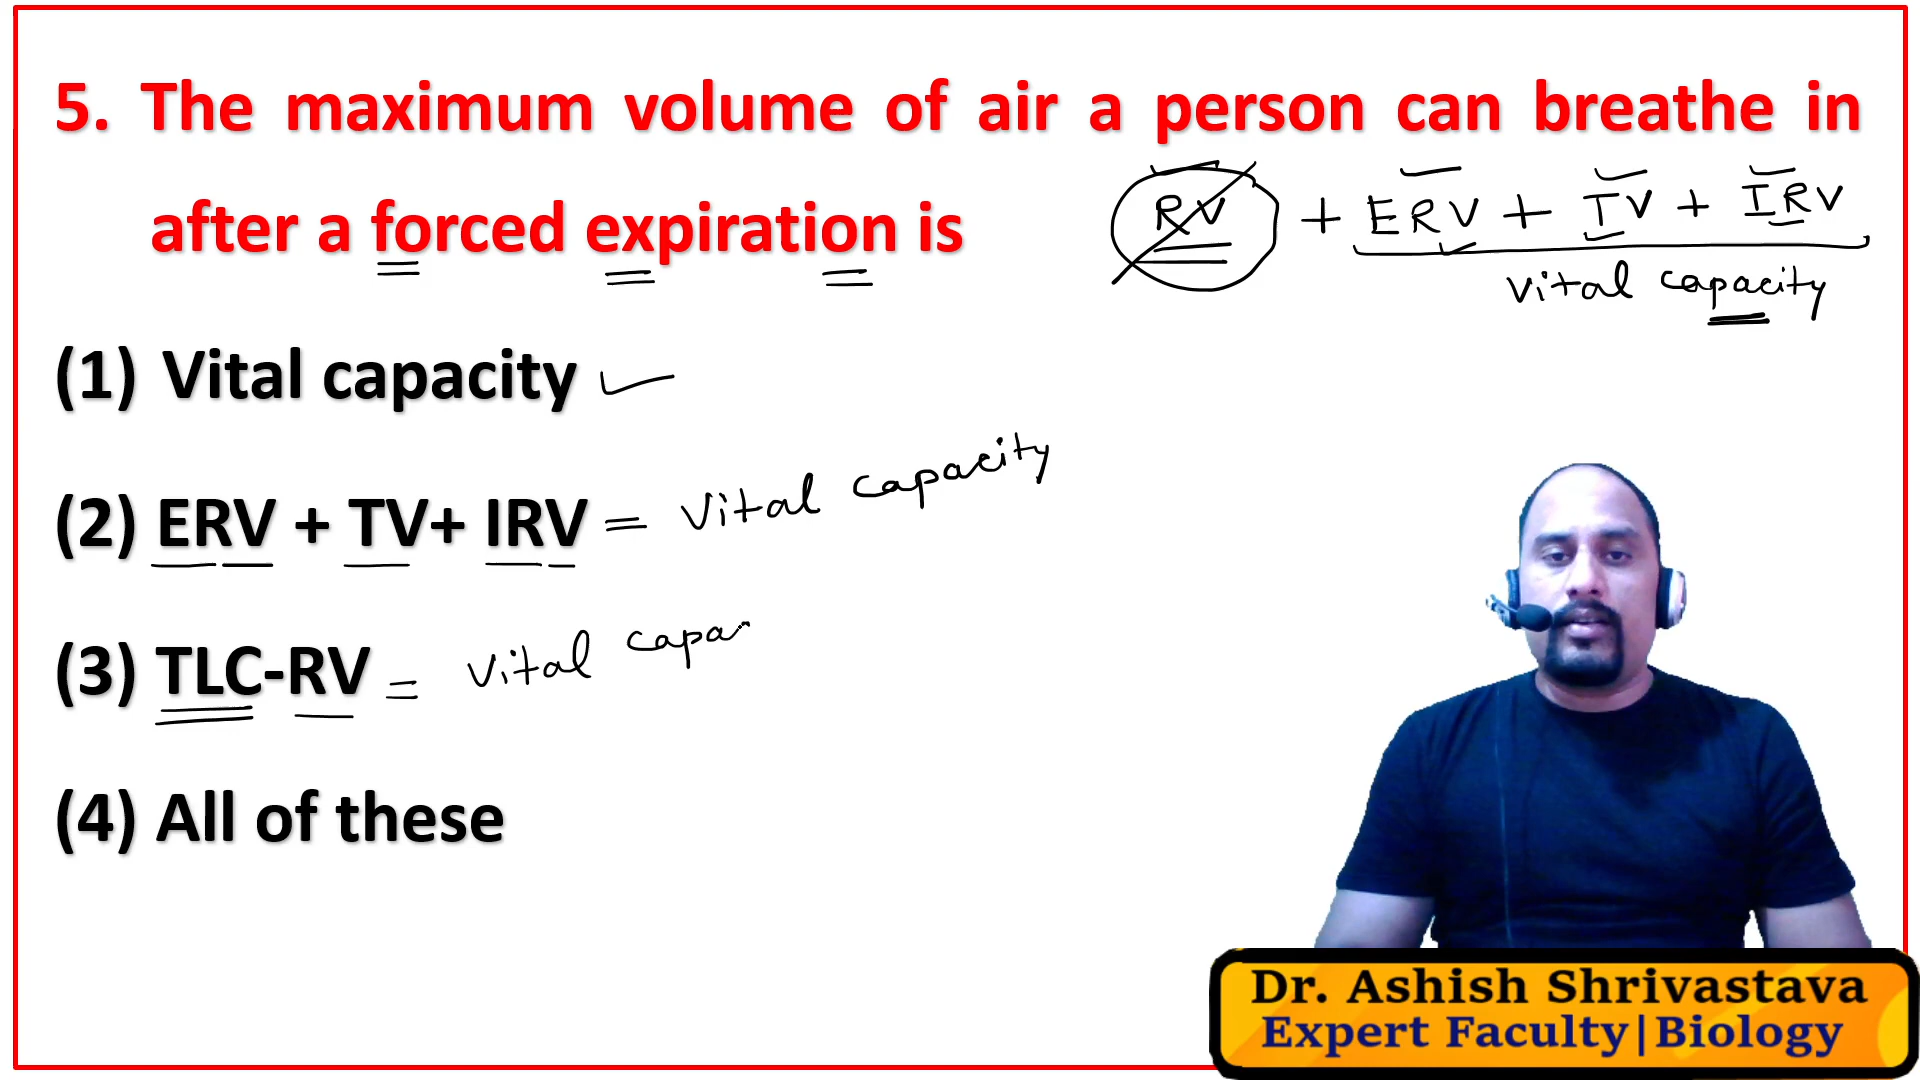 5. The maximum volume of air a person can breathe in
after a forced expiration is
RV + ERV + TV + IRV
Vital capacity
(1) Vital capacity
(2) ERV + TV+ IRV = Vital capacity
(3) TLC-RV = Vital capa
(4) All of these
Dr. Ashish Shrivastava
Expert Faculty|Biology